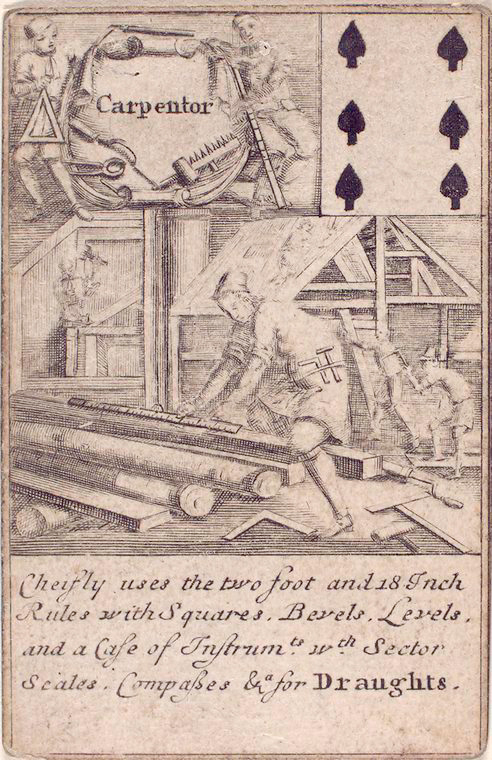 Carpentor
Cheifly uses the two foot and 18 Inch
Rules with Squares. Bevels. Levels.
and a Caſe of Inſtrum.ts wth Sector
Scales. Compaſses &c.a for Draughts.